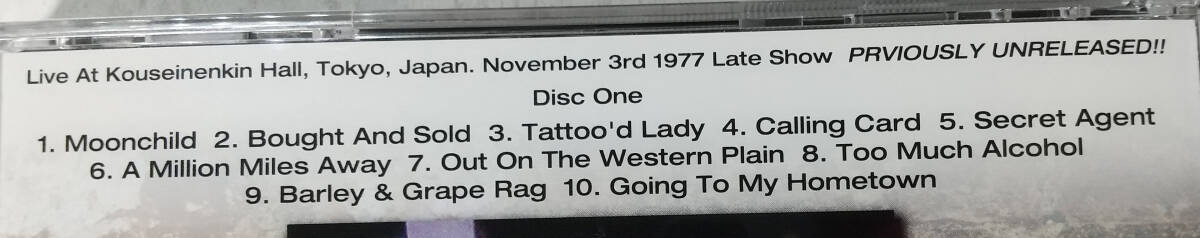 Live At Kouseinenkin Hall, Tokyo, Japan. November 3rd 1977 Late Show PRVIOUSLY UNRELEASED!!
Disc One
1. Moonchild 2. Bought And Sold 3. Tattoo'd Lady 4. Calling Card 5. Secret Agent
6. A Million Miles Away 7. Out On The Western Plain 8. Too Much Alcohol
9. Barley & Grape Rag 10. Going To My Hometown